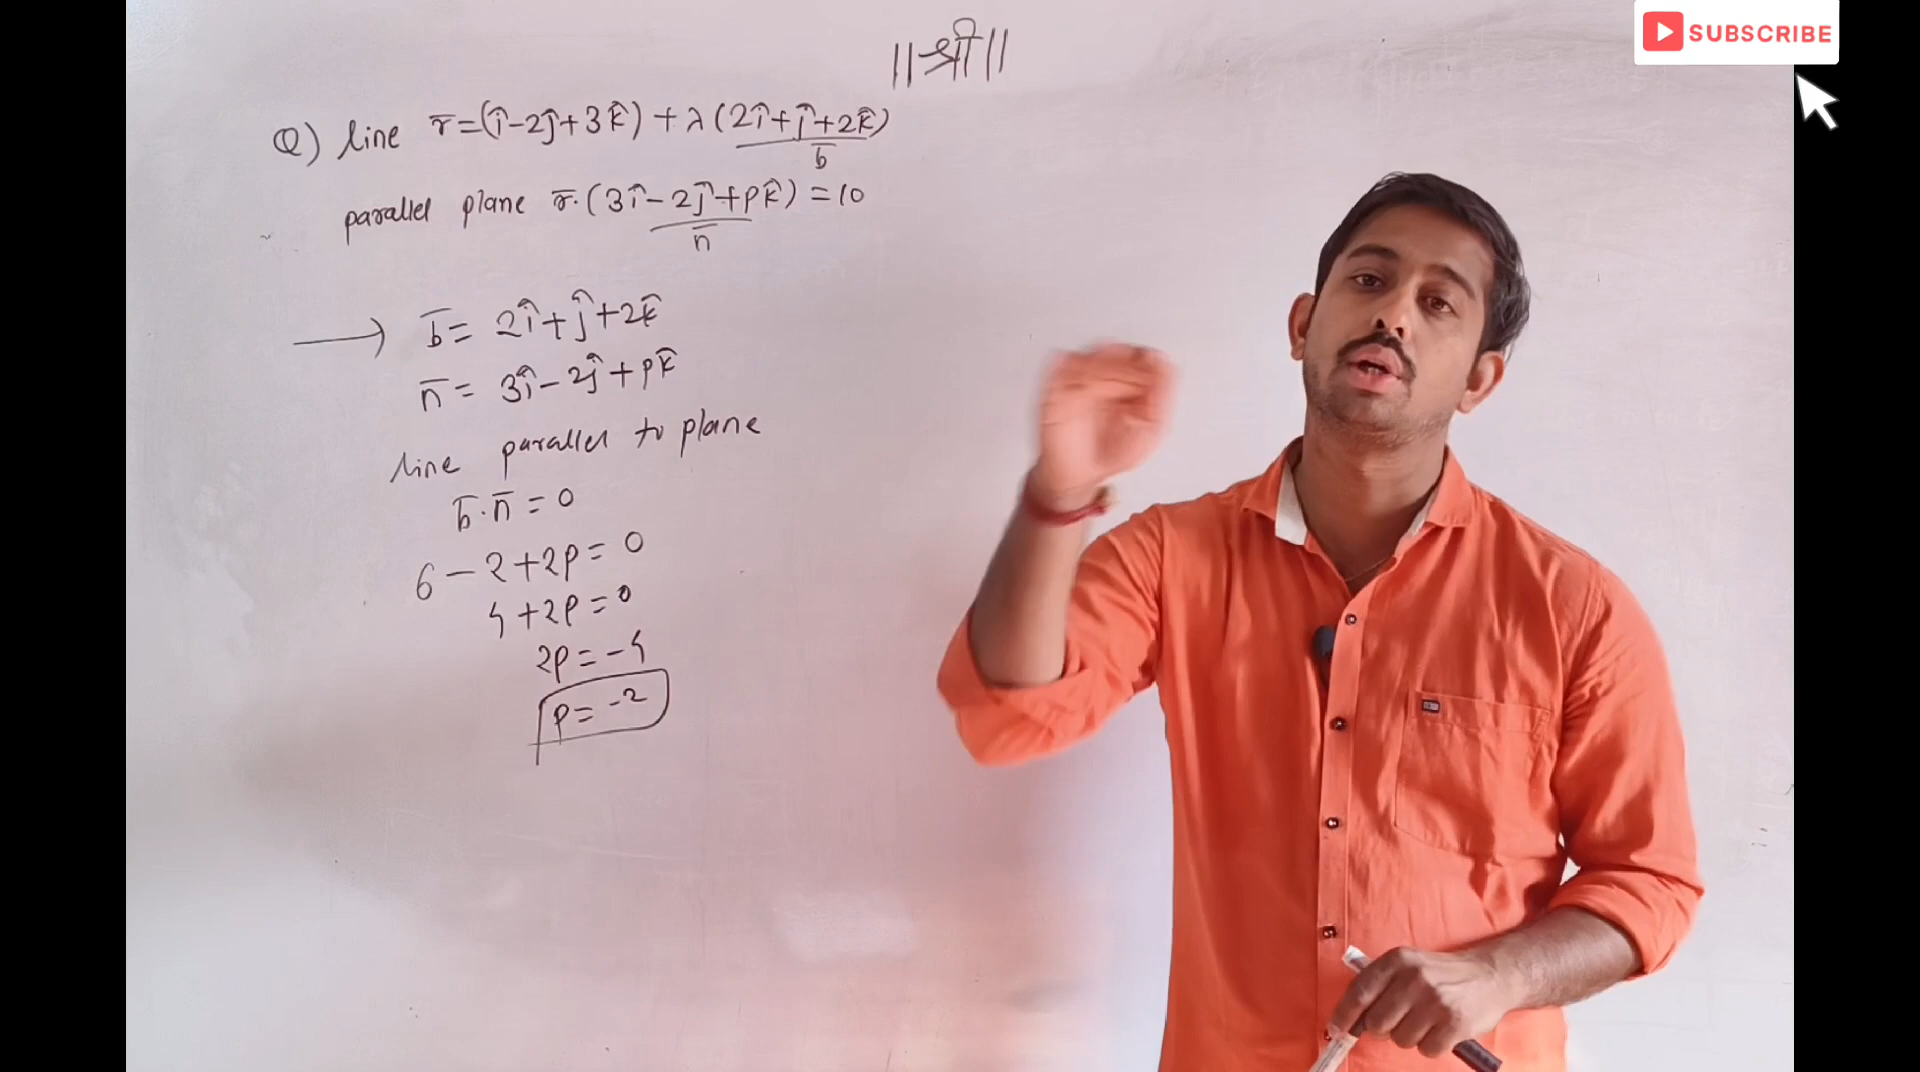 ||श्री||
SUBSCRIBE
Q) line r̅=(î-2ĵ+3k̂)+λ(2î+ĵ+2k̂)
b̅
parallel plane r̅.(3î-2ĵ+pk̂)=10
n̅
→ b̅= 2î+ĵ+2k̂
n̅ = 3î-2ĵ+pk̂
line parallel to plane
b̅.n̅ = 0
6-2+2p= 0
4+2p=0
2p=-4
p= -2